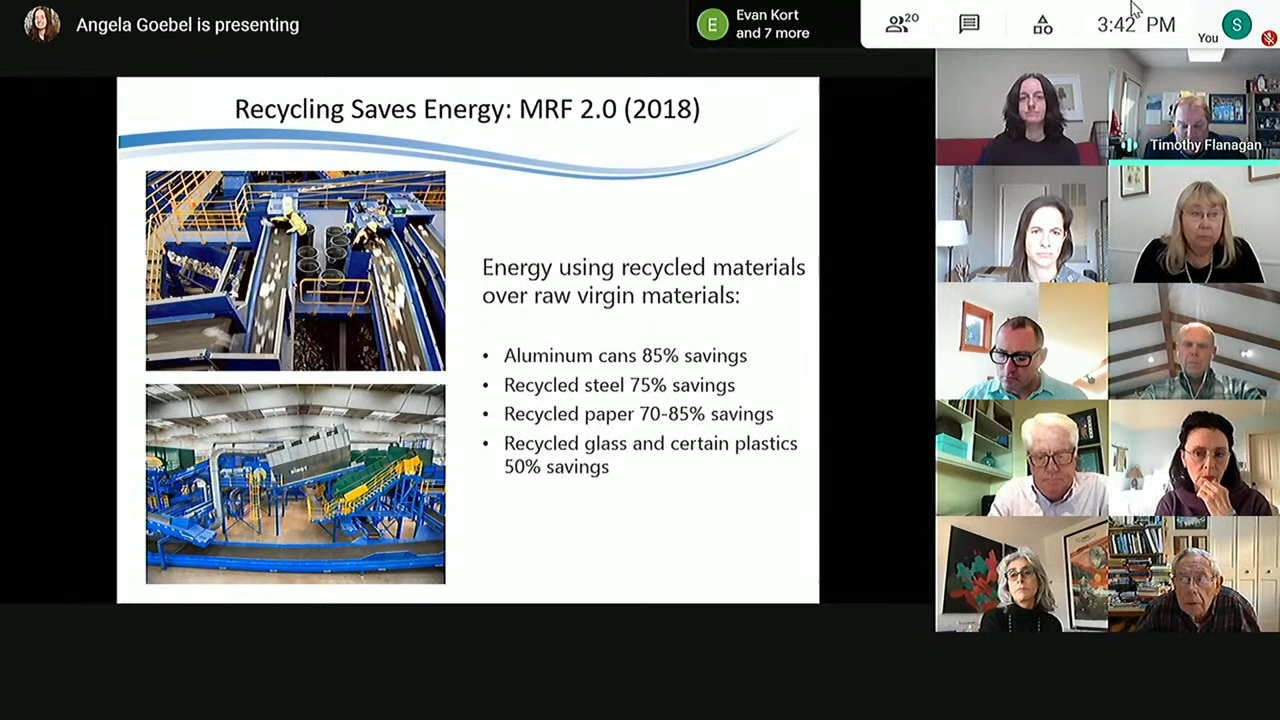 Angela Goebel is presenting
E
Evan Kort
and 7 more
20
3:42 PM
You
S
Recycling Saves Energy: MRF 2.0 (2018)
Timothy Flanagan
Energy using recycled materials
over raw virgin materials:
• Aluminum cans 85% savings
• Recycled steel 75% savings
• Recycled paper 70-85% savings
• Recycled glass and certain plastics
50% savings